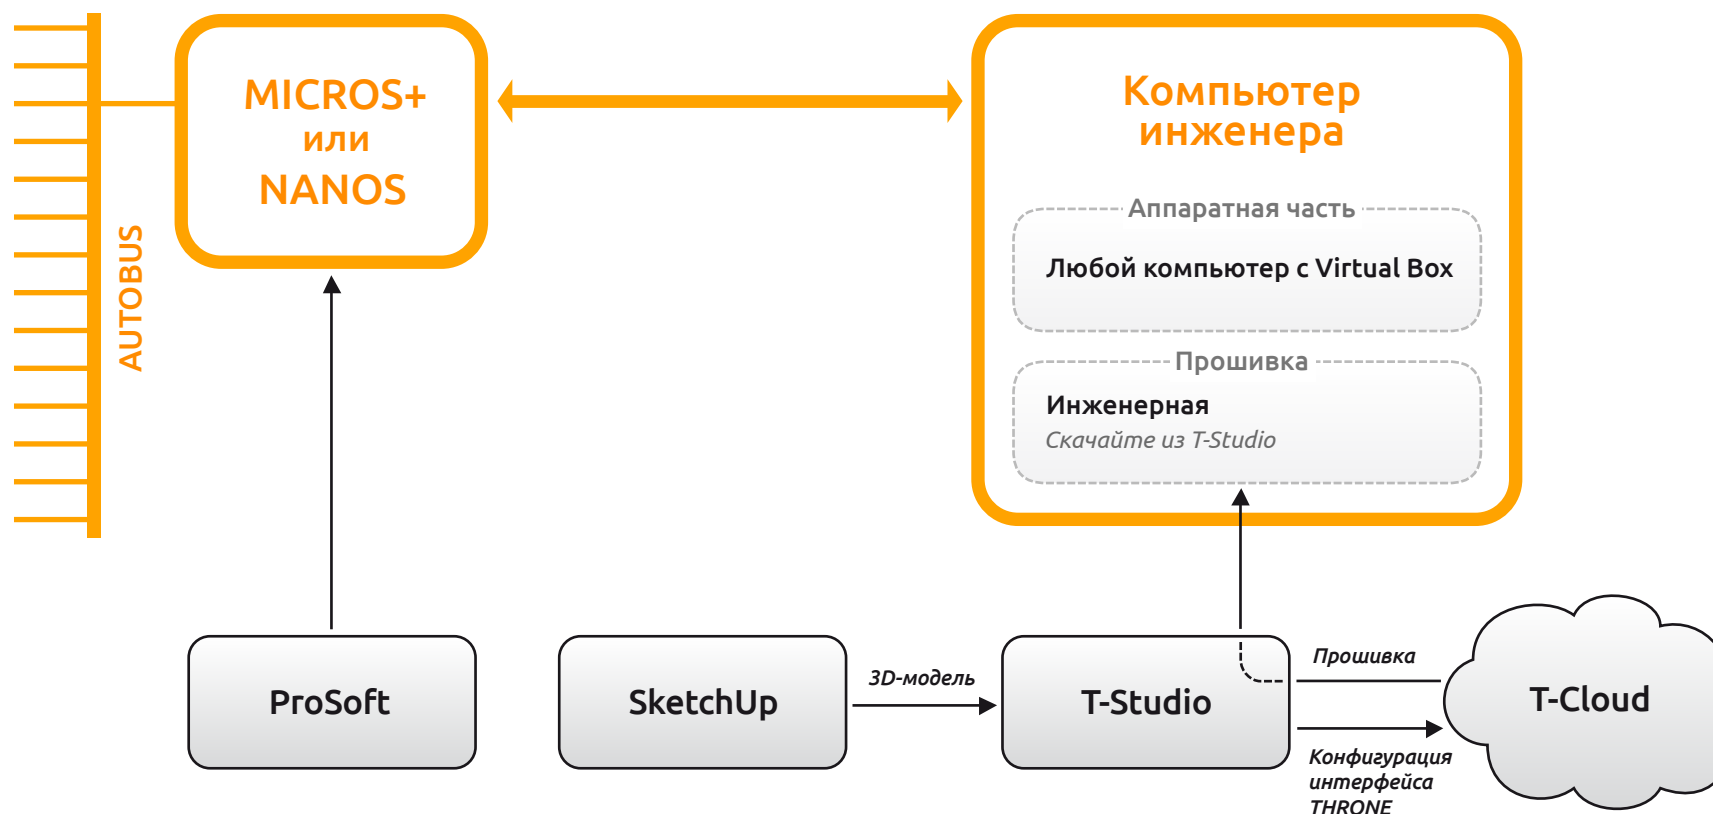 MICROS+
или
NANOS
AUTOBUS
Компьютер
инженера
Аппаратная часть
Любой компьютер с Virtual Box
Прошивка
Инженерная
Скачайте из T-Studio
ProSoft
SketchUp
3D-модель
T-Studio
Прошивка
Конфигурация
интерфейса
THRONE
T-Cloud